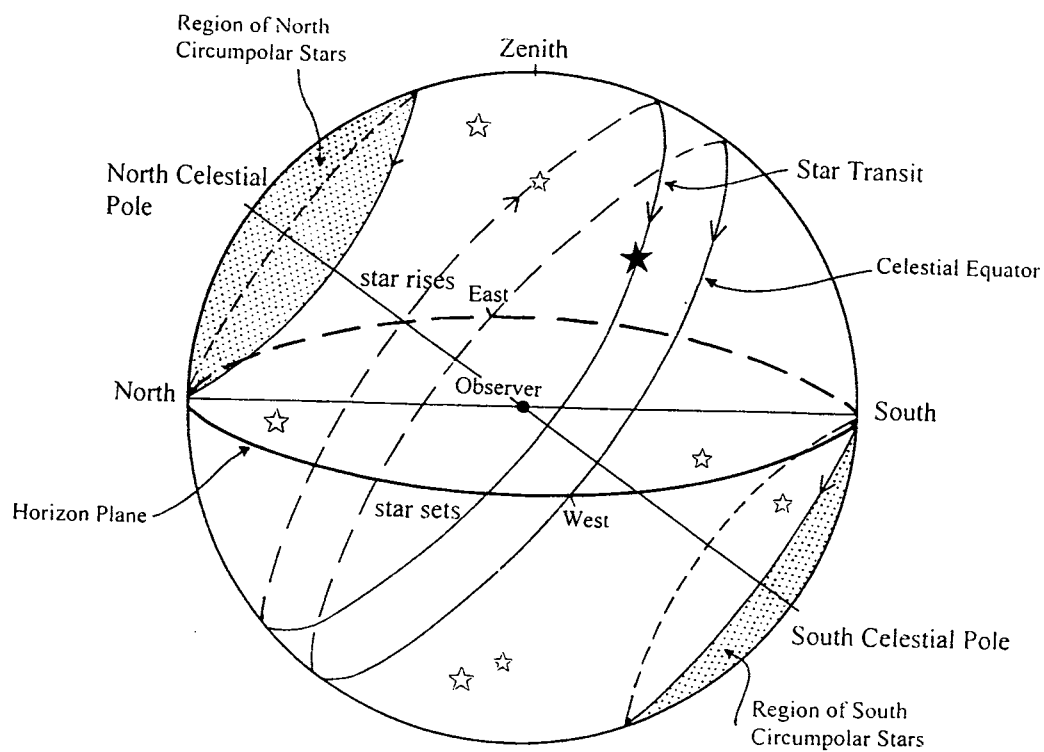 Region of North
Circumpolar Stars
Zenith
North Celestial
Pole
Star Transit
Celestial Equator
star rises
East
Observer
North
South
Horizon Plane
star sets
West
South Celestial Pole
Region of South
Circumpolar Stars